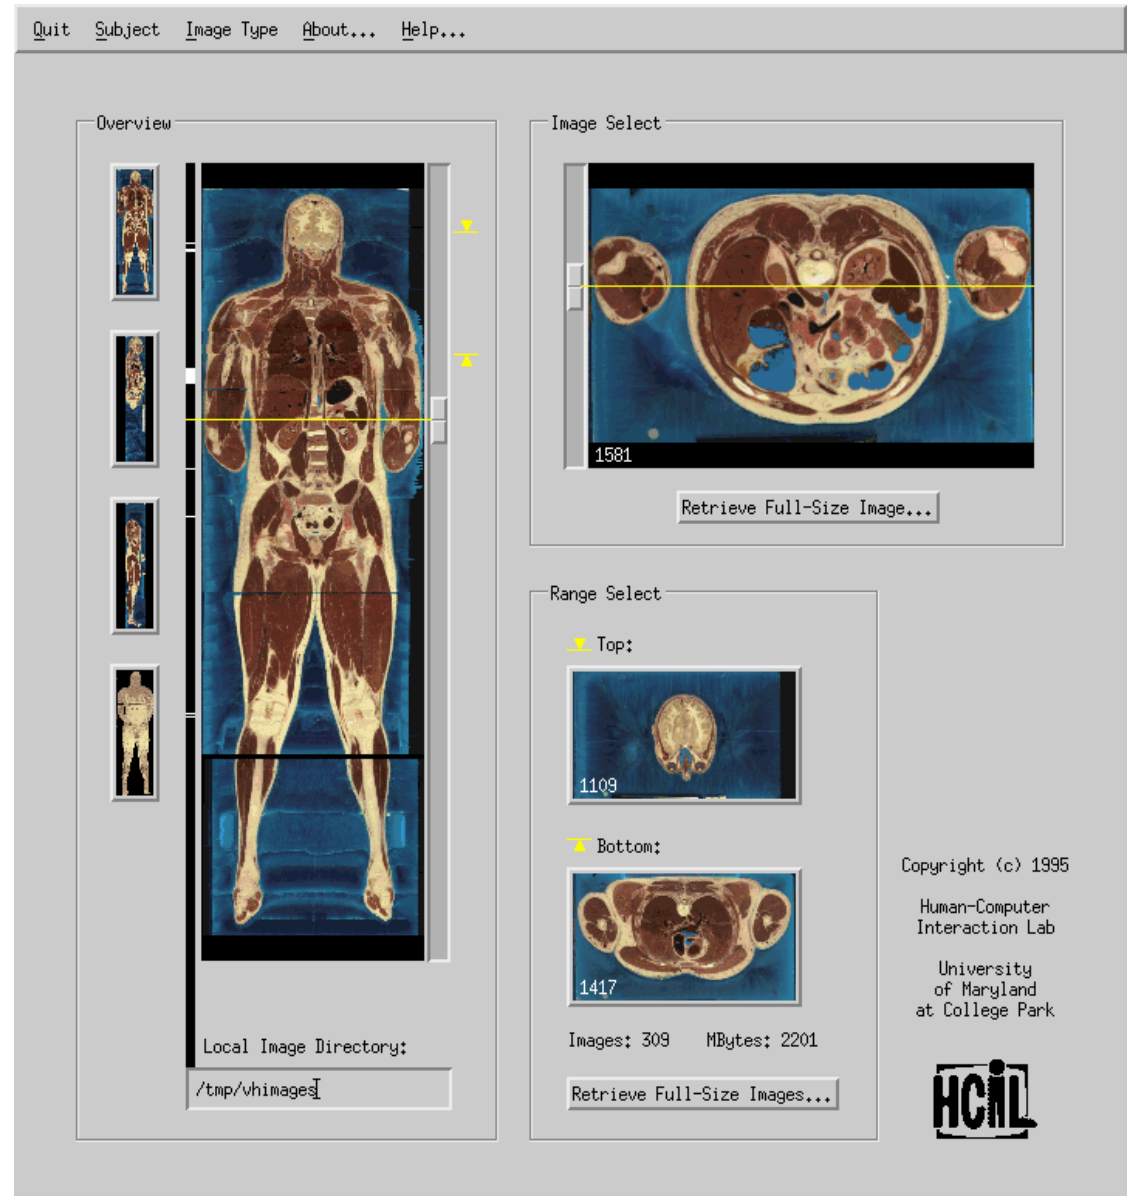 Quit Subject Image Type About... Help...
Overview
Image Select
1581
Retrieve Full-Size Image...
Range Select
Top:
1109
Bottom:
1417
Images: 309 MBytes: 2201
Retrieve Full-Size Images...
Local Image Directory:
/tmp/vhimages
Copyright (c) 1995
Human-Computer
Interaction Lab
University
of Maryland
at College Park
HCIL